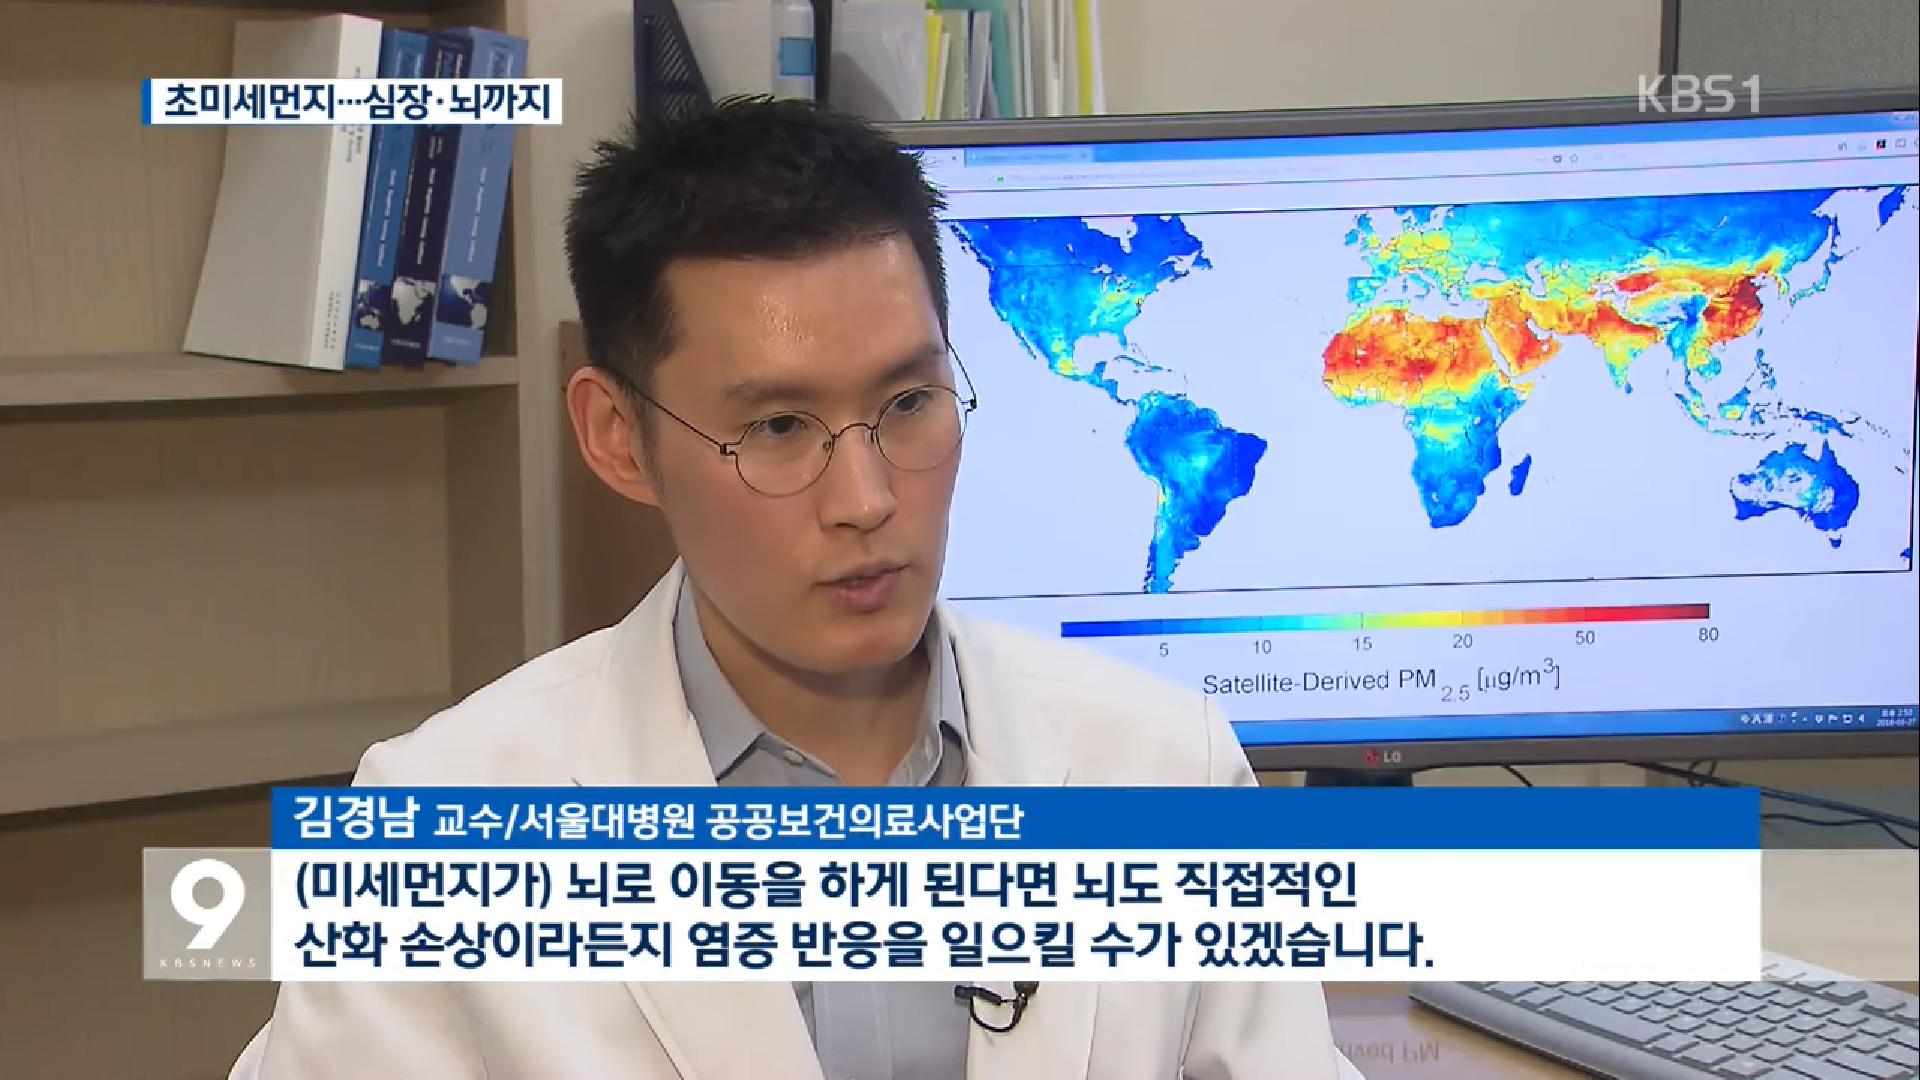 초미세먼지…심장·뇌까지
KBS1
5 10 15 20 50 80
Satellite-Derived PM 2.5 [μg/m3]
LG
김경남 교수/서울대병원 공공보건의료사업단
(미세먼지가) 뇌로 이동을 하게 된다면 뇌도 직접적인
산화 손상이라든지 염증 반응을 일으킬 수가 있겠습니다.
9
KBS NEWS